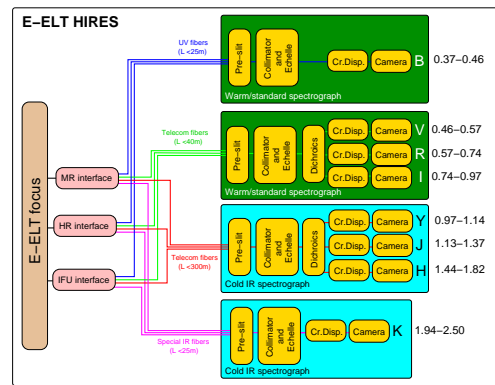 E-ELT HIRES
E-ELT focus
MR interface
HR interface
IFU interface
UV fibers
(L <25m)
Telecom fibers
(L <40m)
Telecom fibers
(L <300m)
Special IR fibers
(L <25m)
Pre-slit
Collimator
and
Echelle
Cr.Disp.
Camera
B
0.37-0.46
Warm/standard spectrograph
Pre-slit
Collimator
and
Echelle
Dichroics
Cr.Disp.
Camera
V
0.46-0.57
Cr.Disp.
Camera
R
0.57-0.74
Cr.Disp.
Camera
I
0.74-0.97
Warm/standard spectrograph
Pre-slit
Collimator
and
Echelle
Dichroics
Cr.Disp.
Camera
Y
0.97-1.14
Cr.Disp.
Camera
J
1.13-1.37
Cr.Disp.
Camera
H
1.44-1.82
Cold IR spectrograph
Pre-slit
Collimator
and
Echelle
Cr.Disp.
Camera
K
1.94-2.50
Cold IR spectrograph